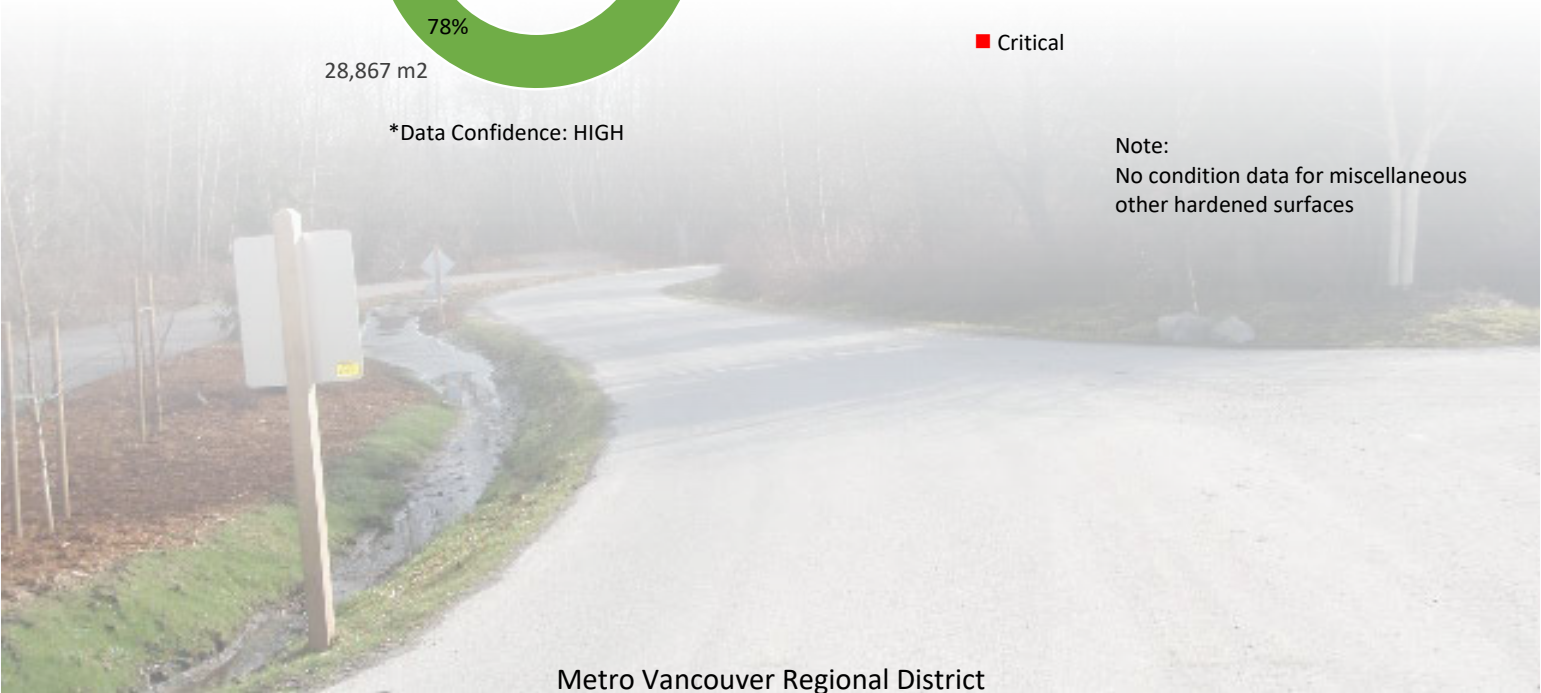 78%
Critical
28,867 m2
*Data Confidence: HIGH
Note:
No condition data for miscellaneous
other hardened surfaces
Metro Vancouver Regional District